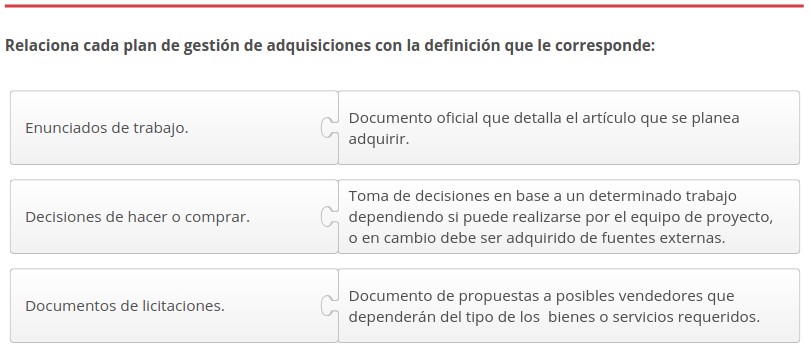 Relaciona cada plan de gestión de adquisiciones con la definición que le corresponde:
Enunciados de trabajo.
Documento oficial que detalla el artículo que se planea
adquirir.
Decisiones de hacer o comprar.
Toma de decisiones en base a un determinado trabajo
dependiendo si puede realizarse por el equipo de proyecto,
o en cambio debe ser adquirido de fuentes externas.
Documentos de licitaciones.
Documento de propuestas a posibles vendedores que
dependerán del tipo de los  bienes o servicios requeridos.